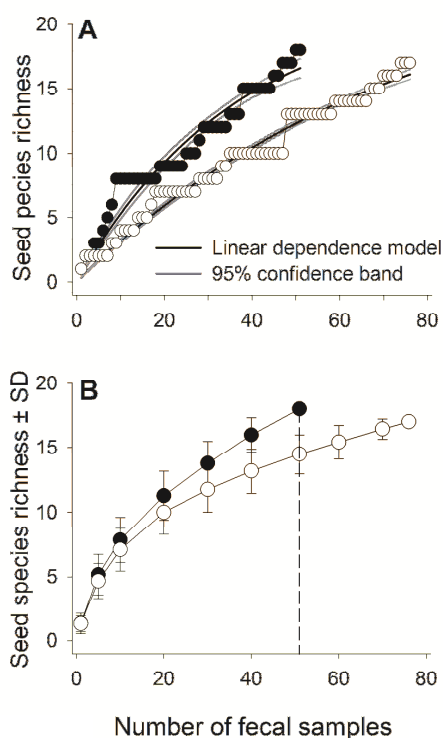 A
20
15
10
5
0
Seed pecies richness
Linear dependence model
95% confidence band
0 20 40 60 80
B
20
15
10
5
0
Seed species richness ± SD
0 20 40 60 80
Number of fecal samples